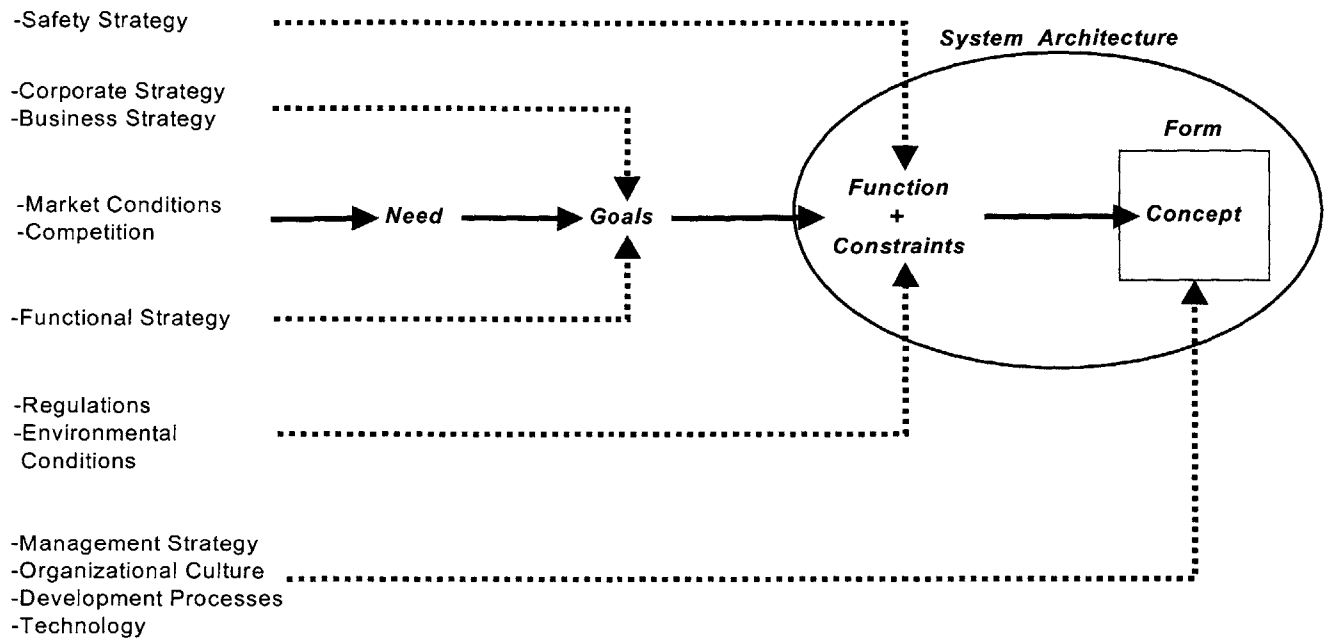 -Safety Strategy
System Architecture
-Corporate Strategy
-Business Strategy
Form
-Market Conditions
-Competition
Need
Goals
Function
+
Constraints
Concept
-Functional Strategy
-Regulations
-Environmental
Conditions
-Management Strategy
-Organizational Culture
-Development Processes
-Technology